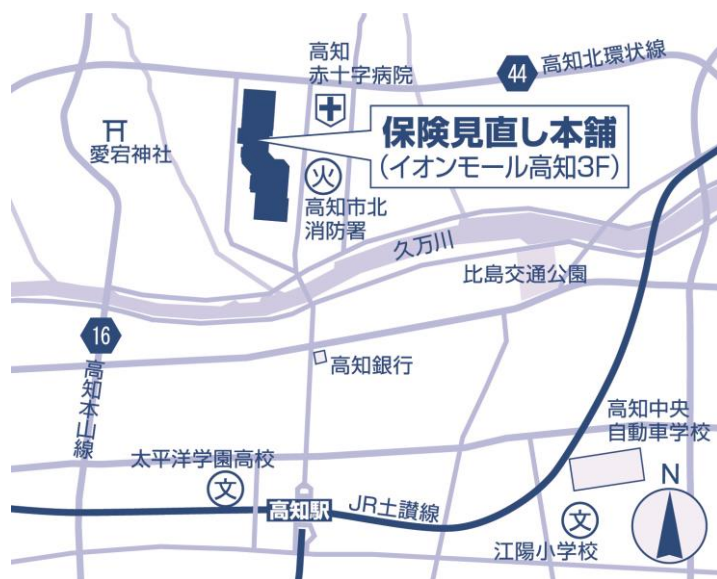 高知
赤十字病院
44
高知北環状線
愛宕神社
保険見直し本舗
(イオンモール高知3F)
火
高知市北
消防署
久万川
比島交通公園
16
高知本山線
高知銀行
高知中央
自動車学校
太平洋学園高校
文
高知駅
JR土讃線
文
江陽小学校
N